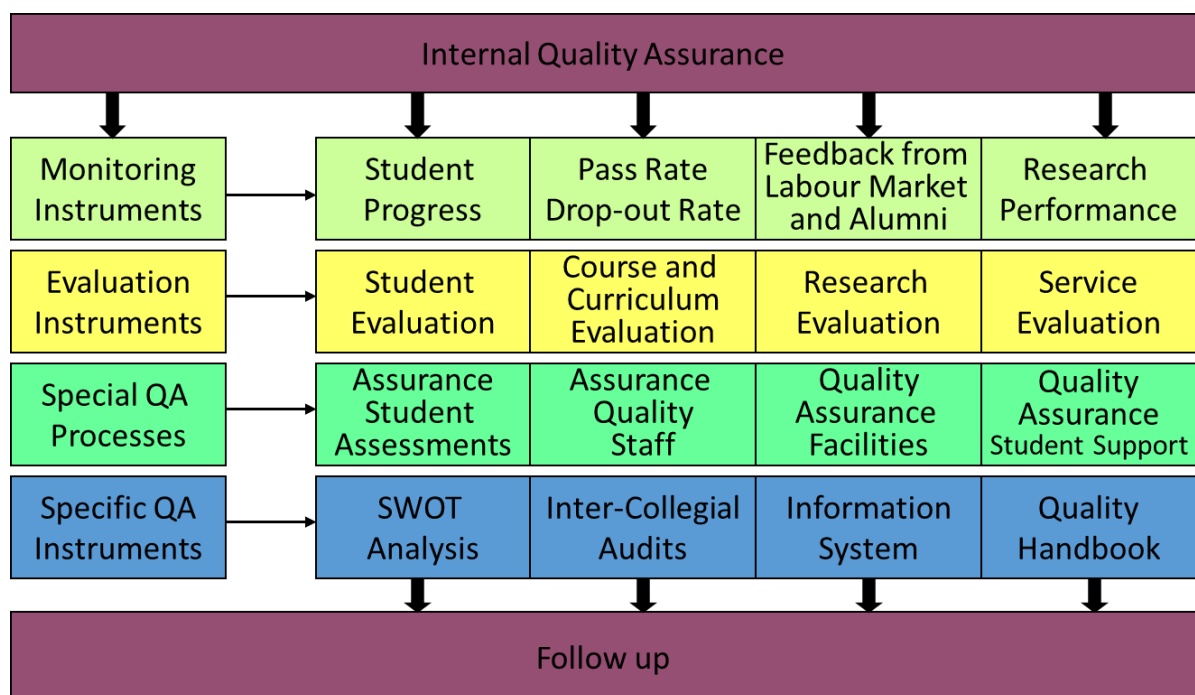 Internal Quality Assurance
Monitoring
Instruments
Student
Progress
Pass Rate
Drop-out Rate
Feedback from
Labour Market
and Alumni
Research
Performance
Evaluation
Instruments
Student
Evaluation
Course and
Curriculum
Evaluation
Research
Evaluation
Service
Evaluation
Special QA
Processes
Assurance
Student
Assessments
Assurance
Quality
Staff
Quality
Assurance
Facilities
Quality
Assurance
Student Support
Specific QA
Instruments
SWOT
Analysis
Inter-Collegial
Audits
Information
System
Quality
Handbook
Follow up